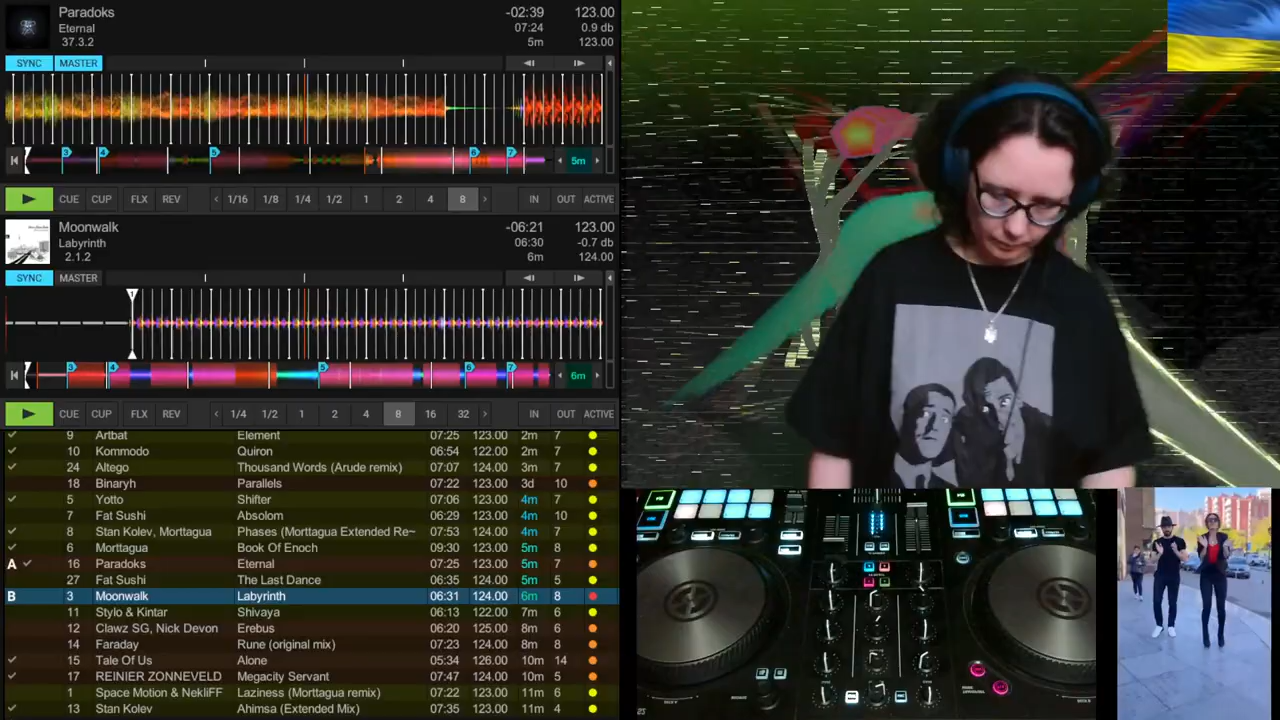 Paradoks -02:39 123.00
Eternal 07:24 0.9 db
37.3.2 5m 123.00
SYNC MASTER
3 4 5 6 7 5m
CUE CUP FLX REV 1/16 1/8 1/4 1/2 1 2 4 8 IN OUT ACTIVE
Moonwalk -06:21 123.00
Labyrinth 06:30 -0.7 db
2.1.2 6m 124.00
SYNC MASTER
1
3 4 5 6 7 6m
CUE CUP FLX REV 1/4 1/2 1 2 4 8 16 32 IN OUT ACTIVE
9 Artbat Element 07:25 123.00 2m 7
10 Kommodo Quiron 06:54 122.00 2m 7
24 Altego Thousand Words (Arude remix) 07:07 124.00 3m 7
18 Binaryh Parallels 07:22 123.00 3d 10
5 Yotto Shifter 07:06 123.00 4m 7
7 Fat Sushi Absolom 06:29 123.00 4m 10
8 Stan Kolev, Morttagua Phases (Morttagua Extended Re~ 07:53 124.00 4m 7
6 Morttagua Book Of Enoch 09:30 123.00 5m 8
A 16 Paradoks Eternal 07:25 123.00 5m 7
27 Fat Sushi The Last Dance 06:35 124.00 5m 5
B 3 Moonwalk Labyrinth 06:31 124.00 6m 8
11 Stylo & Kintar Shivaya 06:13 122.00 7m 6
12 Clawz SG, Nick Devon Erebus 06:20 125.00 8m 6
14 Faraday Rune (original mix) 07:23 124.00 8m 8
15 Tale Of Us Alone 05:34 126.00 10m 14
17 REINIER ZONNEVELD Megacity Servant 07:47 124.00 10m 5
1 Space Motion & NekliFF Laziness (Morttagua remix) 07:22 123.00 11m 6
13 Stan Kolev Ahimsa (Extended Mix) 07:35 123.00 11m 4